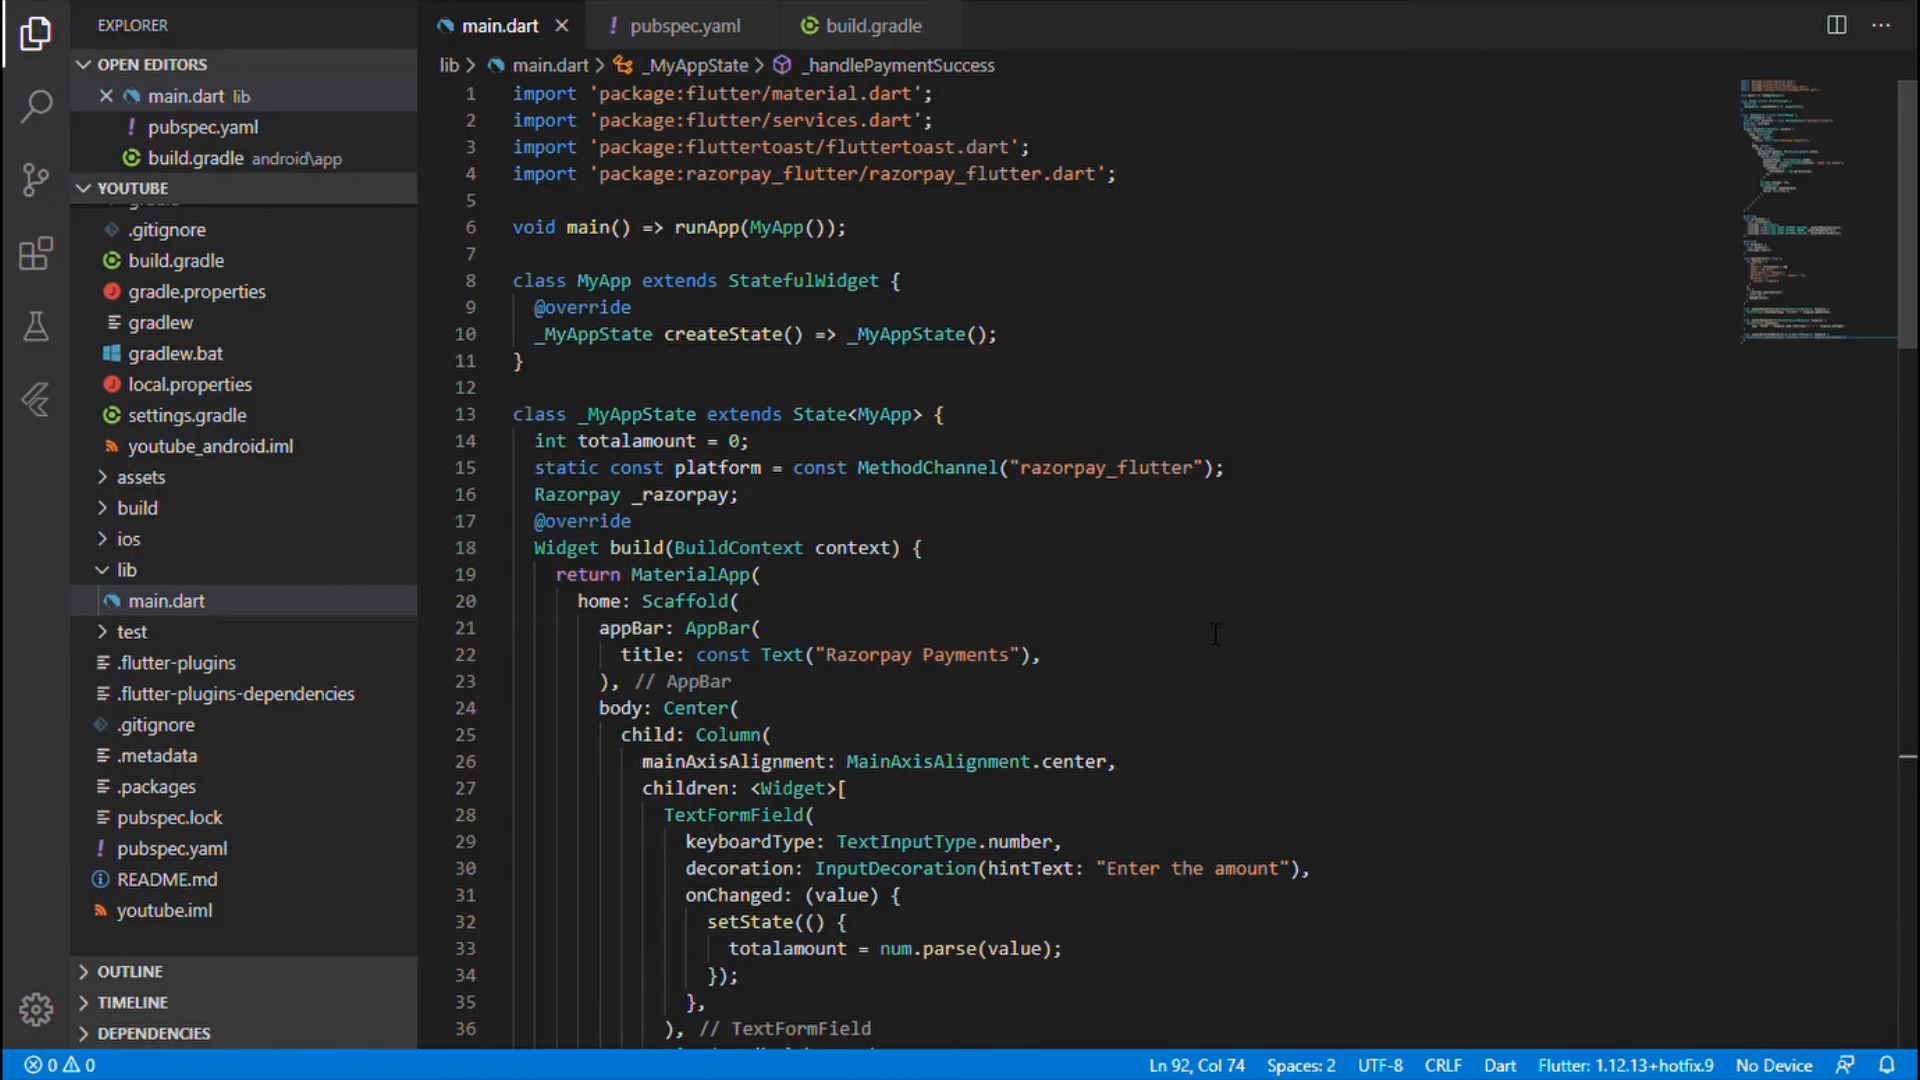 EXPLORER
OPEN EDITORS
main.dart lib
pubspec.yaml
build.gradle android\app
YOUTUBE
.gitignore
build.gradle
gradle.properties
gradlew
gradlew.bat
local.properties
settings.gradle
youtube_android.iml
assets
build
ios
lib
main.dart
test
.flutter-plugins
.flutter-plugins-dependencies
.gitignore
.metadata
.packages
pubspec.lock
pubspec.yaml
README.md
youtube.iml
OUTLINE
TIMELINE
DEPENDENCIES
main.dart pubspec.yaml build.gradle
lib > main.dart > _MyAppState > _handlePaymentSuccess
1 import 'package:flutter/material.dart';
2 import 'package:flutter/services.dart';
3 import 'package:fluttertoast/fluttertoast.dart';
4 import 'package:razorpay_flutter/razorpay_flutter.dart';
5
6 void main() => runApp(MyApp());
7
8 class MyApp extends StatefulWidget {
9 @override
10 _MyAppState createState() => _MyAppState();
11 }
12
13 class _MyAppState extends State<MyApp> {
14 int totalamount = 0;
15 static const platform = const MethodChannel("razorpay_flutter");
16 Razorpay _razorpay;
17 @override
18 Widget build(BuildContext context) {
19 return MaterialApp(
20 home: Scaffold(
21 appBar: AppBar(
22 title: const Text("Razorpay Payments"),
23 ), // AppBar
24 body: Center(
25 child: Column(
26 mainAxisAlignment: MainAxisAlignment.center,
27 children: <Widget>[
28 TextFormField(
29 keyboardType: TextInputType.number,
30 decoration: InputDecoration(hintText: "Enter the amount"),
31 onChanged: (value) {
32 setState(() {
33 totalamount = num.parse(value);
34 });
35 },
36 ), // TextFormField
0 0 Ln 92, Col 74 Spaces: 2 UTF-8 CRLF Dart Flutter: 1.12.13+hotfix.9 No Device